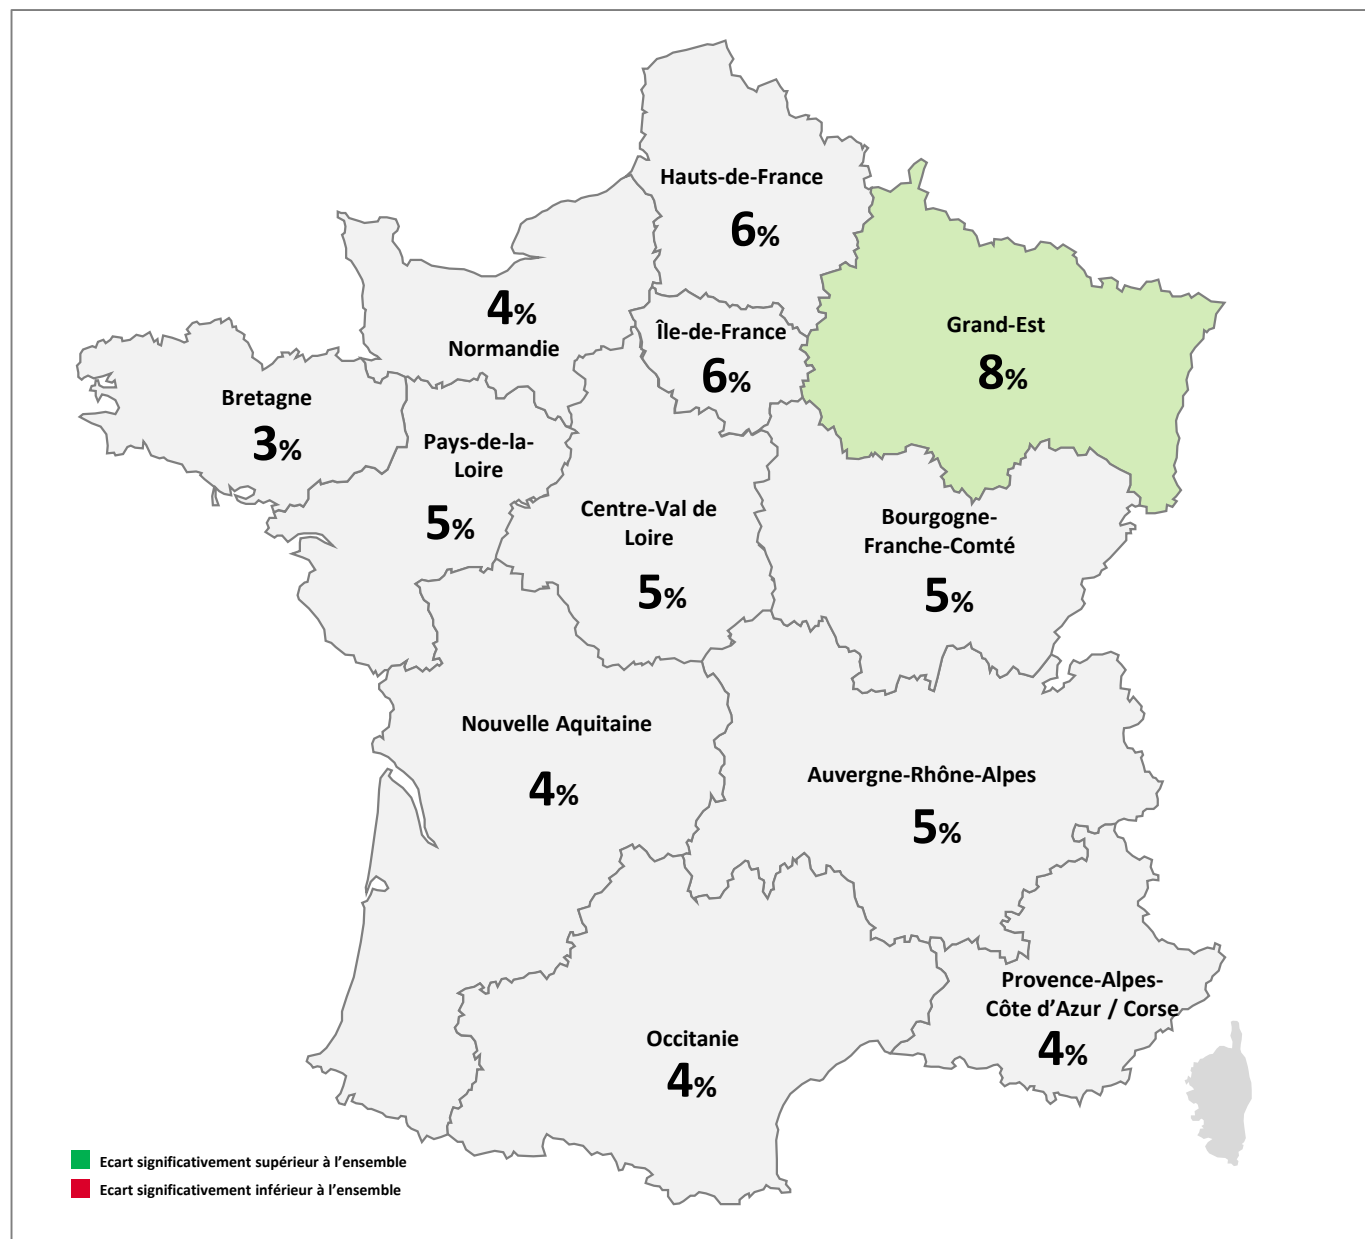 Hauts-de-France
6%
4%
Normandie
Île-de-France
6%
Grand-Est
8%
Bretagne
3%
Pays-de-la-
Loire
5%
Centre-Val de
Loire
5%
Bourgogne-
Franche-Comté
5%
Nouvelle Aquitaine
4%
Auvergne-Rhône-Alpes
5%
Provence-Alpes-
Côte d’Azur / Corse
4%
Occitanie
4%
Ecart significativement supérieur à l’ensemble
Ecart significativement inférieur à l’ensemble